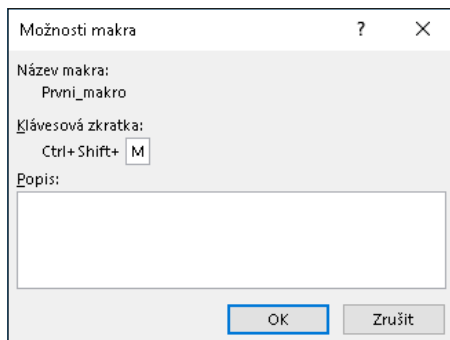 Možnosti makra ?
Název makra:
Prvni_makro
Klávesová zkratka:
Ctrl+Shift+ M
Popis:
OK Zrušit